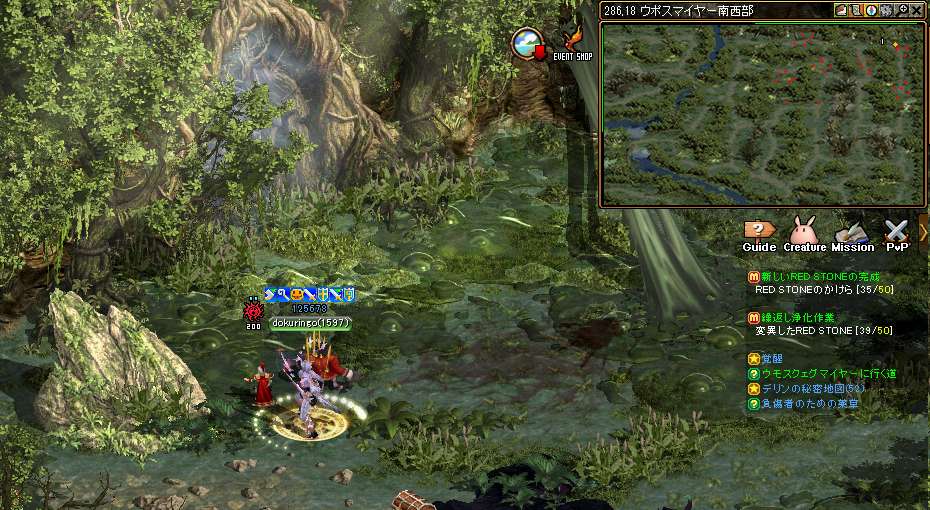 286,18 ウポスマイヤー南西部
EVENT SHOP
Guide Creature Mission PvP
新しいRED STONEの完成
RED STONEのかけら [35/50]
繰返し浄化作業
変異したRED STONE [39/50]
覚醒
ウモスクェグマイヤーに行く道
デリンの秘密地図(53)
負傷者のための薬草
125678
200
dokuringo(1597)